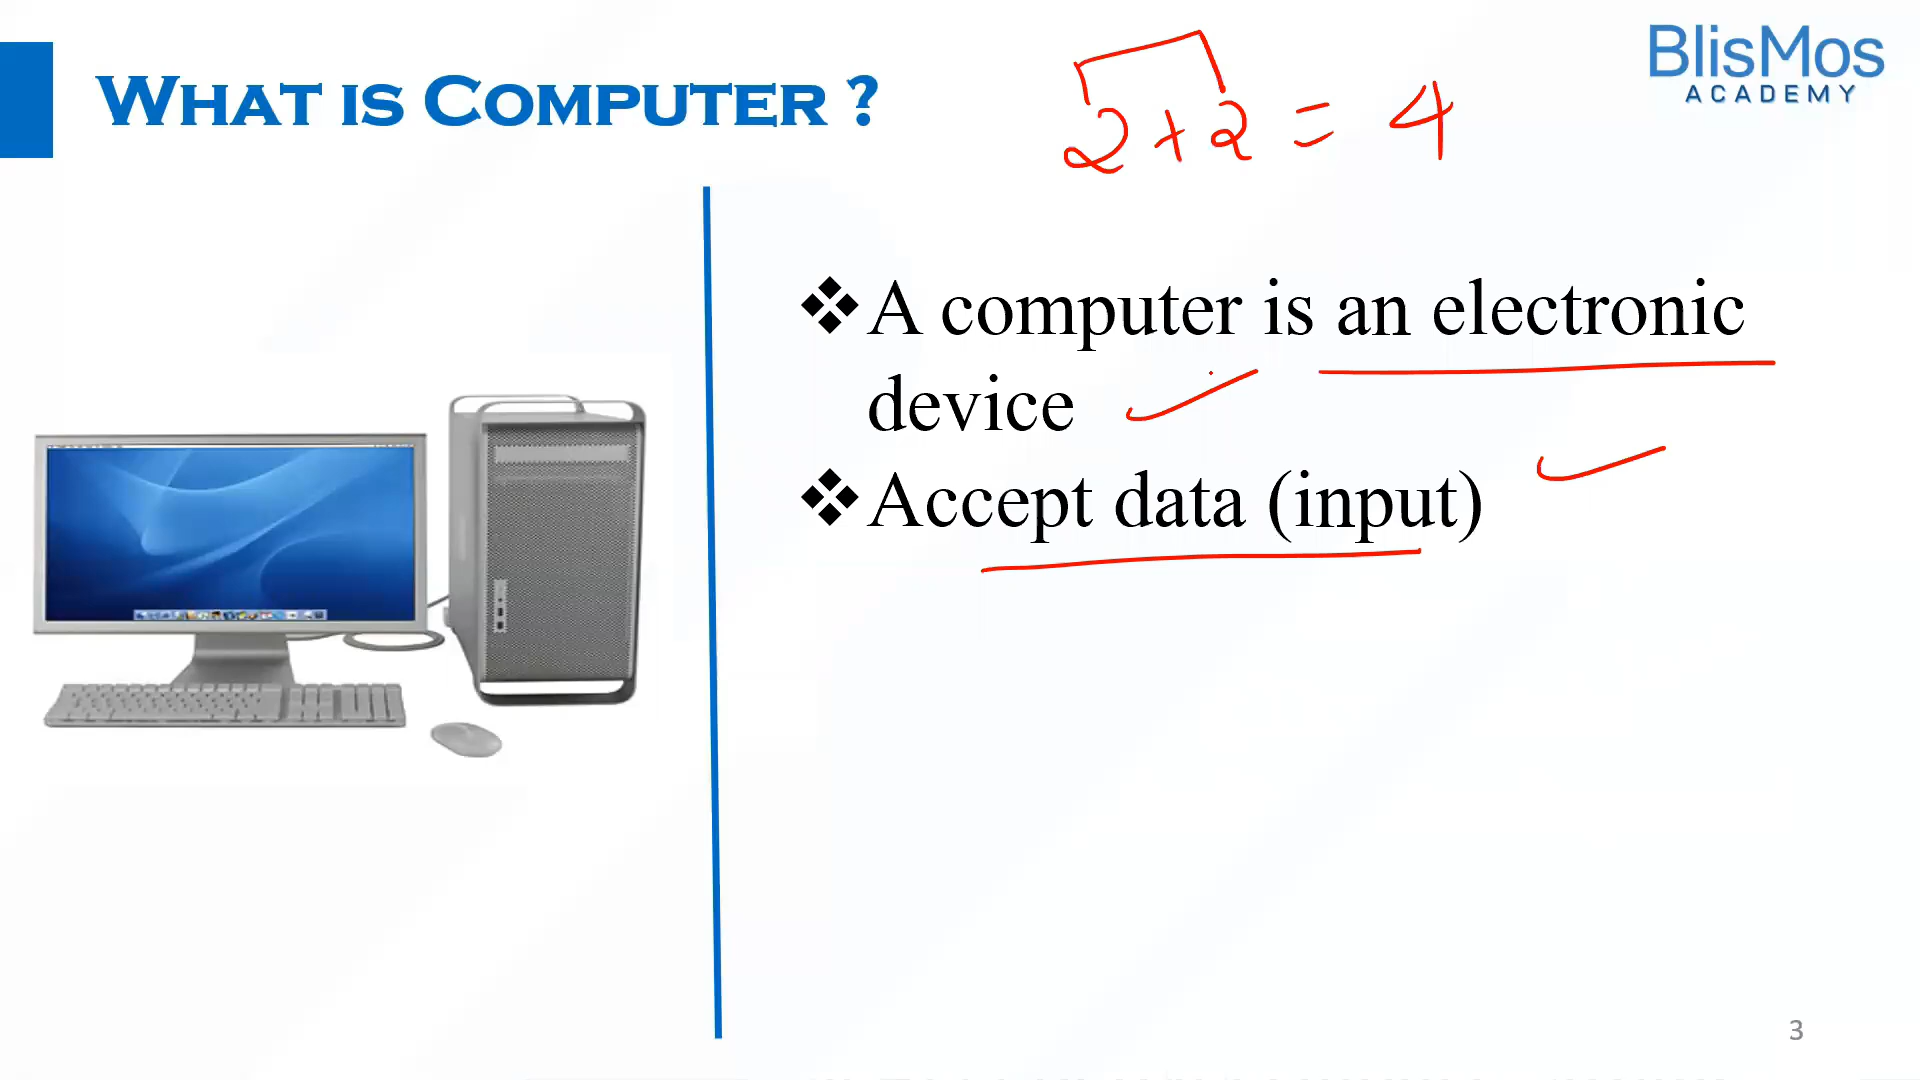 WHAT IS COMPUTER ?
2+2 = 4
BlisMos
ACADEMY
❖A computer is an electronic
device
❖Accept data (input)
3